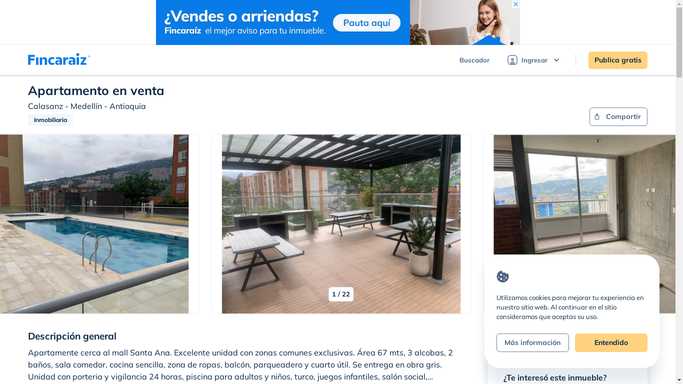 ¿Vendes o arriendas?
Fincaraíz el mejor aviso para tu inmueble.
Pauta aquí
Fincaraíz
Buscador
Ingresar
Publica gratis
Apartamento en venta
Calasanz - Medellín - Antioquia
Inmobiliaria
Compartir
1 / 22
Utilizamos cookies para mejorar tu experiencia en
nuestro sitio web. Al continuar en el sitio
consideramos que aceptas su uso.
Más información
Entendido
Descripción general
Apartamento cerca al mall Santa Ana. Excelente unidad con zonas comunes exclusivas. Área 67 mts, 3 alcobas, 2
baños, sala comedor, cocina sencilla, zona de ropas, balcón, parqueadero y cuarto útil. Se entrega en obra gris.
Unidad con porteria y vigilancia 24 horas, piscina para adultos y niños, turco, juegos infantiles, salón social,...
¿Te interesó este inmueble?